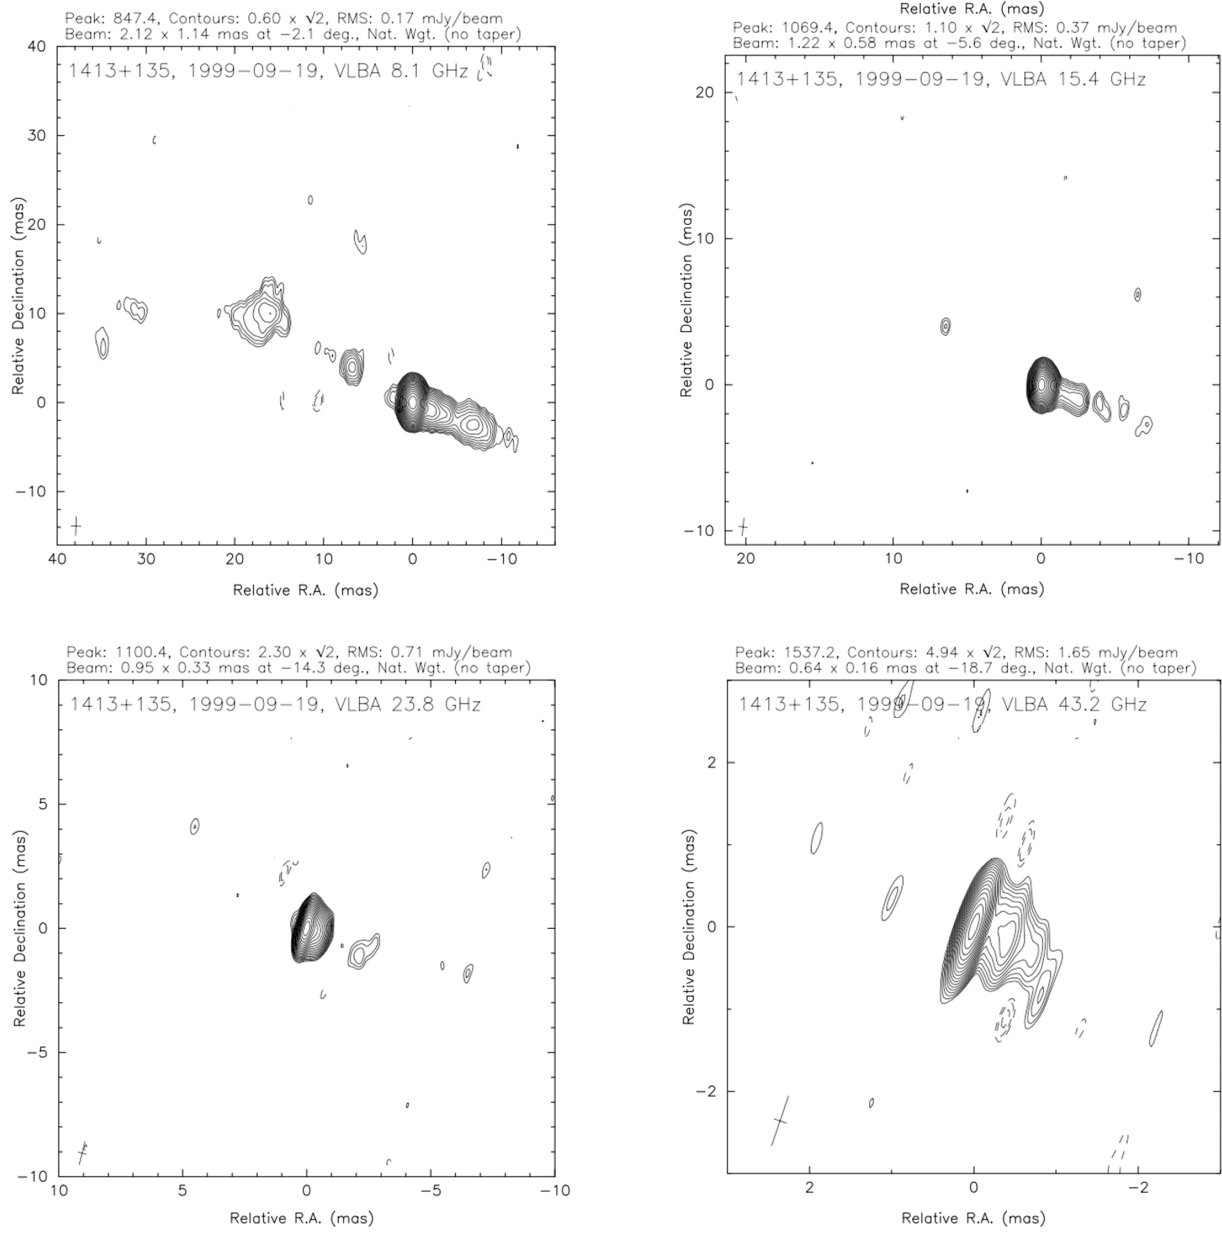 Peak: 847.4, Contours: 0.60 x √2, RMS: 0.17 mJy/beam
Beam: 2.12 x 1.14 mas at −2.1 deg., Nat. Wgt. (no taper)
1413+135, 1999−09−19, VLBA 8.1 GHz
40
30
20
10
0
−10
Relative Declination (mas)
40 30 20 10 0 −10
Relative R.A. (mas)
Relative R.A. (mas)
Peak: 1069.4, Contours: 1.10 x √2, RMS: 0.37 mJy/beam
Beam: 1.22 x 0.58 mas at −5.6 deg., Nat. Wgt. (no taper)
1413+135, 1999−09−19, VLBA 15.4 GHz
20
10
0
−10
Relative Declination (mas)
20 10 0 −10
Relative R.A. (mas)
Peak: 1100.4, Contours: 2.30 x √2, RMS: 0.71 mJy/beam
Beam: 0.95 x 0.33 mas at −14.3 deg., Nat. Wgt. (no taper)
1413+135, 1999−09−19, VLBA 23.8 GHz
10
5
0
−5
−10
Relative Declination (mas)
10 5 0 −5 −10
Relative R.A. (mas)
Peak: 1537.2, Contours: 4.94 x √2, RMS: 1.65 mJy/beam
Beam: 0.64 x 0.16 mas at −18.7 deg., Nat. Wgt. (no taper)
1413+135, 1999−09−19, VLBA 43.2 GHz
2
0
−2
Relative Declination (mas)
2 0 −2
Relative R.A. (mas)